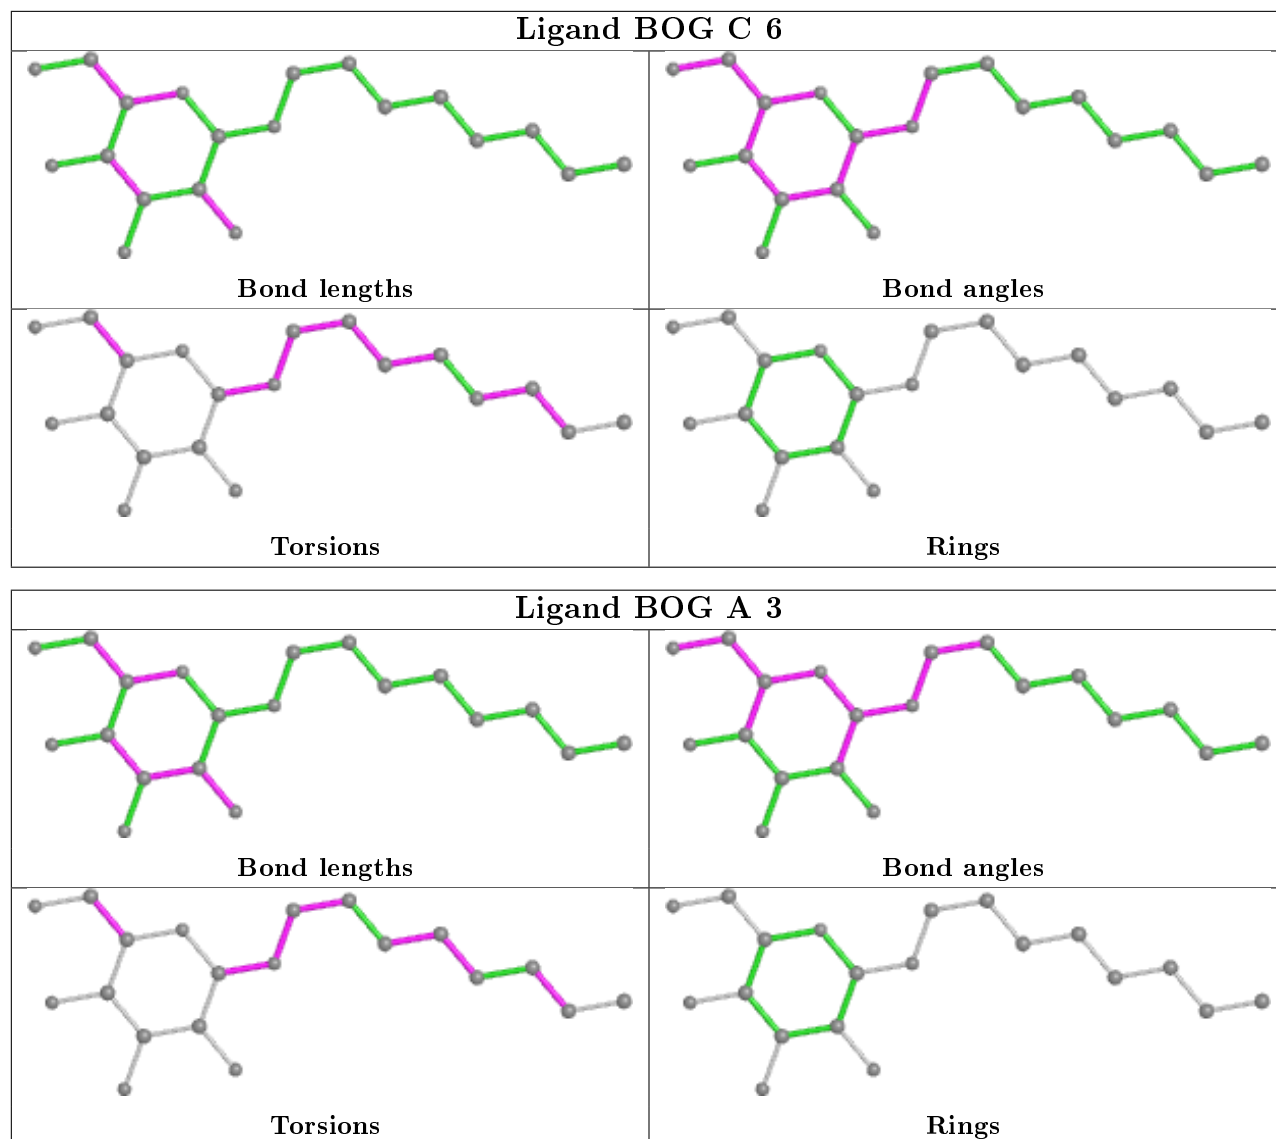 Ligand BOG C 6
Bond lengths
Bond angles
Torsions
Rings
Ligand BOG A 3
Bond lengths
Bond angles
Torsions
Rings